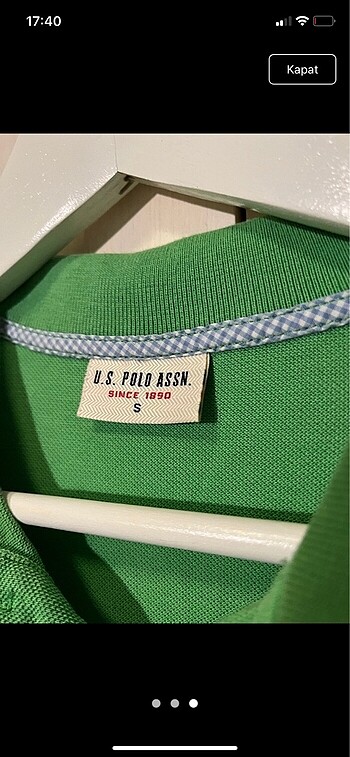 17:40
Kapat
U.S. POLO ASSN.
SINCE 1890
S